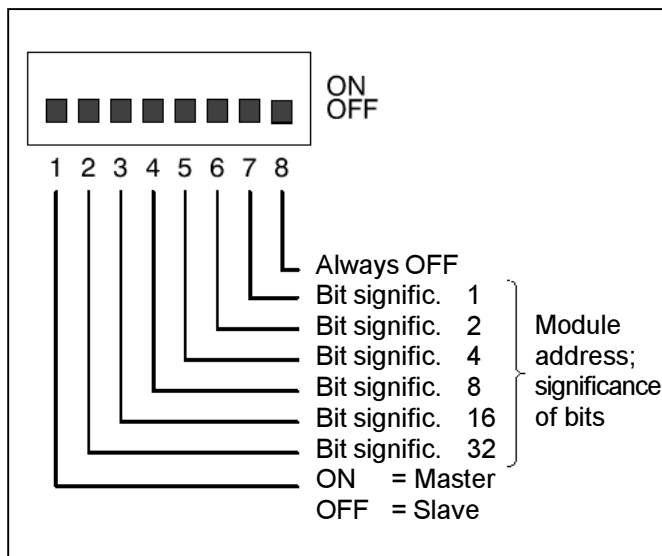 ON
OFF
1 2 3 4 5 6 7 8
Always OFF
Bit signific. 1
Bit signific. 2
Bit signific. 4
Bit signific. 8
Bit signific. 16
Bit signific. 32
ON = Master
OFF = Slave
Module
address;
significance
of bits